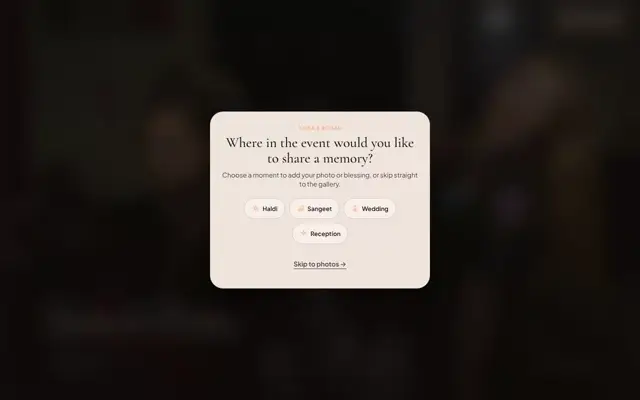 Where in the event would you like
to share a memory?
Choose a moment to add your photo or blessing, or skip straight
to the gallery.
Haldi
Sangeet
Wedding
Reception
Skip to photos →